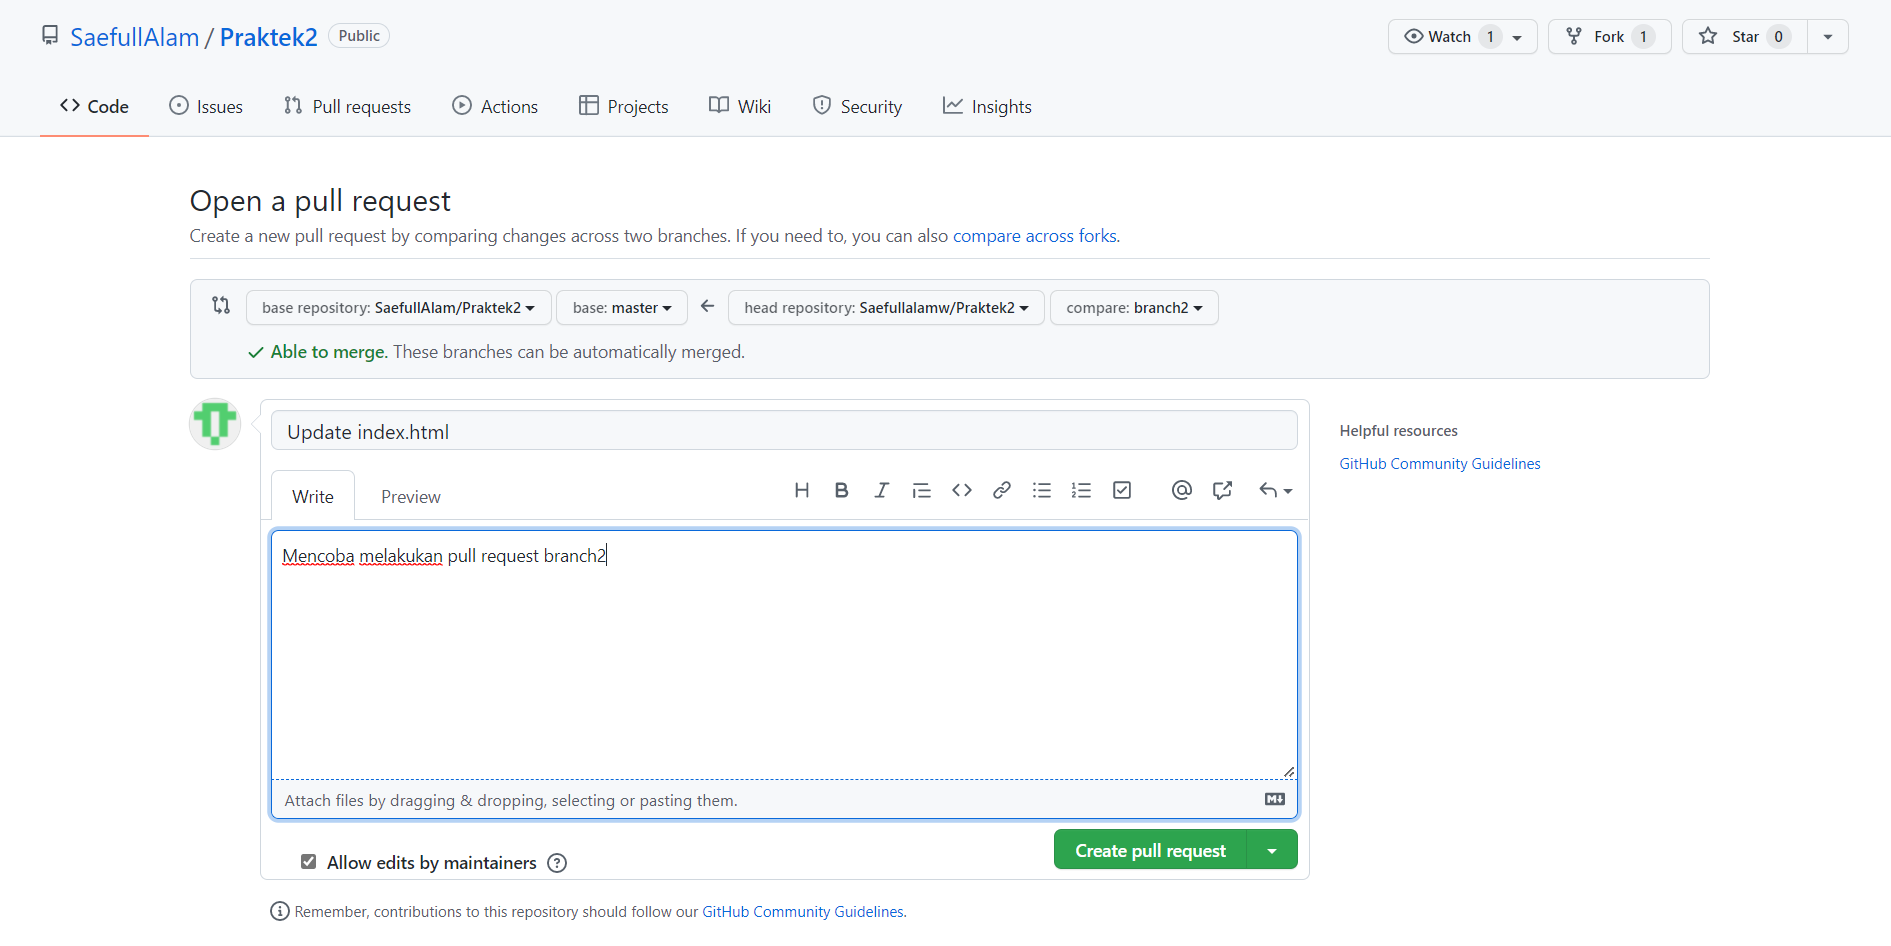 SaefullAlam / Praktek2 Public Watch 1 Fork 1 Star 0
Code Issues Pull requests Actions Projects Wiki Security Insights
Open a pull request
Create a new pull request by comparing changes across two branches. If you need to, you can also compare across forks.
base repository: SaefullAlam/Praktek2 base: master head repository: Saefullalamw/Praktek2 compare: branch2
Able to merge. These branches can be automatically merged.
Update index.html
Helpful resources
GitHub Community Guidelines
Write Preview
Mencoba melakukan pull request branch2
Attach files by dragging & dropping, selecting or pasting them.
Allow edits by maintainers
Create pull request
Remember, contributions to this repository should follow our GitHub Community Guidelines.